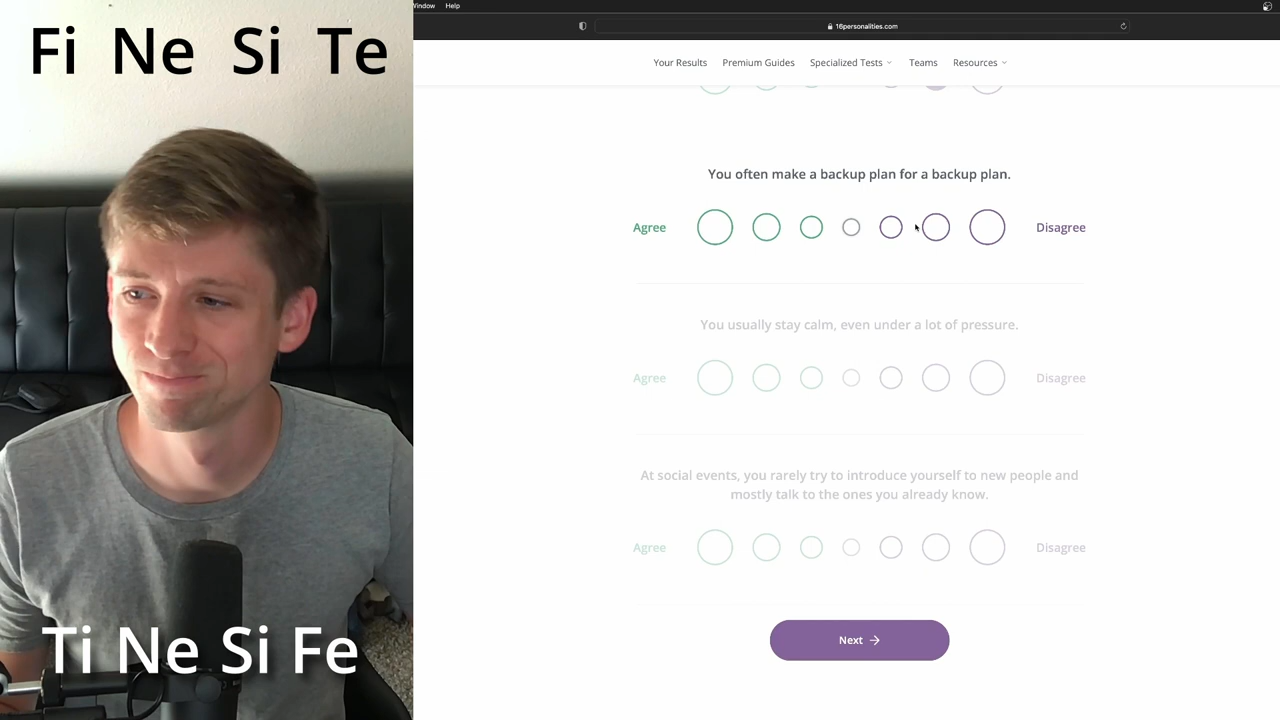 Fi Ne Si Te
Ti Ne Si Fe
Window Help
16personalities.com
Your Results Premium Guides Specialized Tests Teams Resources
You often make a backup plan for a backup plan.
Agree Disagree
You usually stay calm, even under a lot of pressure.
Agree Disagree
At social events, you rarely try to introduce yourself to new people and
mostly talk to the ones you already know.
Agree Disagree
Next